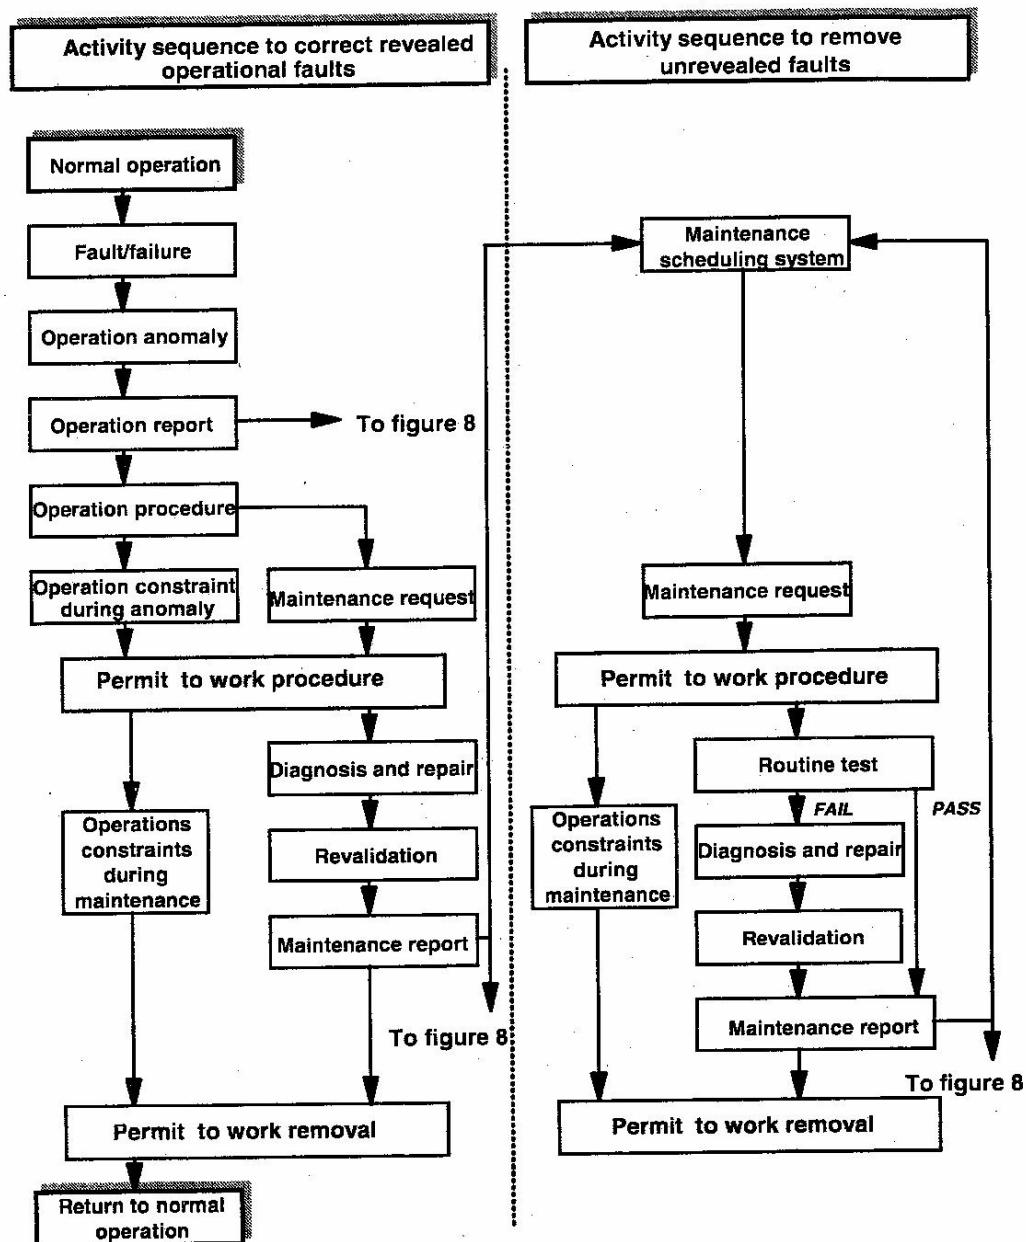 Activity sequence to correct revealed
operational faults
Normal operation
Fault/failure
Operation anomaly
Operation report
To figure 8
Operation procedure
Operation constraint
during anomaly
Maintenance request
Permit to work procedure
Diagnosis and repair
Operations
constraints
during
maintenance
Revalidation
Maintenance report
To figure 8
Permit to work removal
Return to normal
operation
Activity sequence to remove
unrevealed faults
Maintenance
scheduling system
Maintenance request
Permit to work procedure
Routine test
FAIL
PASS
Operations
constraints
during
maintenance
Diagnosis and repair
Revalidation
Maintenance report
To figure 8
Permit to work removal